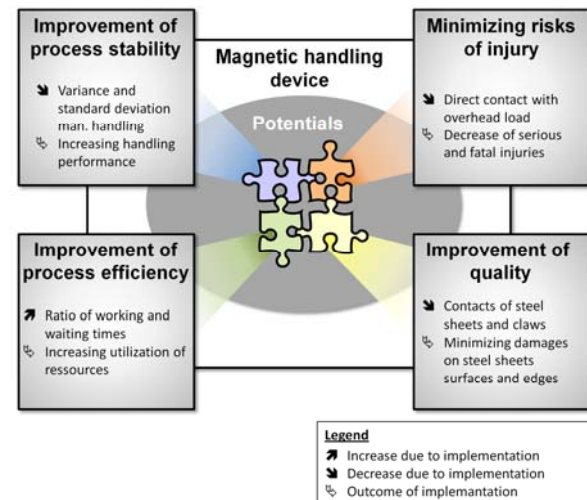 Improvement of
process stability
Variance and
standard deviation
man. handling
Increasing handling
performance
Magnetic handling
device
Potentials
Minimizing risks
of injury
Direct contact with
overhead load
Decrease of serious
and fatal injuries
Improvement of
process efficiency
Ratio of working and
waiting times
Increasing utilization of
ressources
Improvement of
quality
Contacts of steel
sheets and claws
Minimizing damages
on steel sheets
surfaces and edges
Legend
Increase due to implementation
Decrease due to implementation
Outcome of implemantation